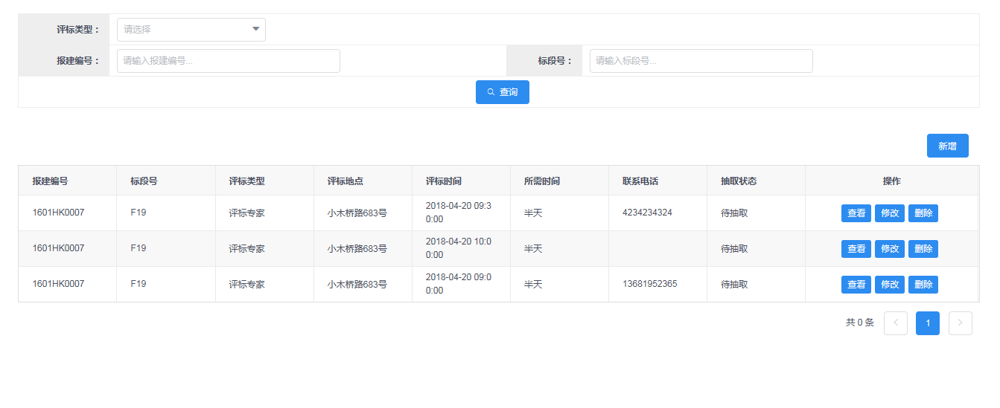 评标类型： 请选择
报建编号： 请输入报建编号... 标段号： 请输入标段号...
查询
新增
报建编号 标段号 评标类型 评标地点 评标时间 所需时间 联系电话 抽取状态 操作
1601HK0007 F19 评标专家 小木桥路683号 2018-04-20 09:3 半天 4234234324 待抽取 查看 修改 删除
0:00
1601HK0007 F19 评标专家 小木桥路683号 2018-04-20 10:0 半天 待抽取 查看 修改 删除
0:00
1601HK0007 F19 评标专家 小木桥路683号 2018-04-20 09:0 半天 13681952365 待抽取 查看 修改 删除
0:00
共 0 条 < 1 >